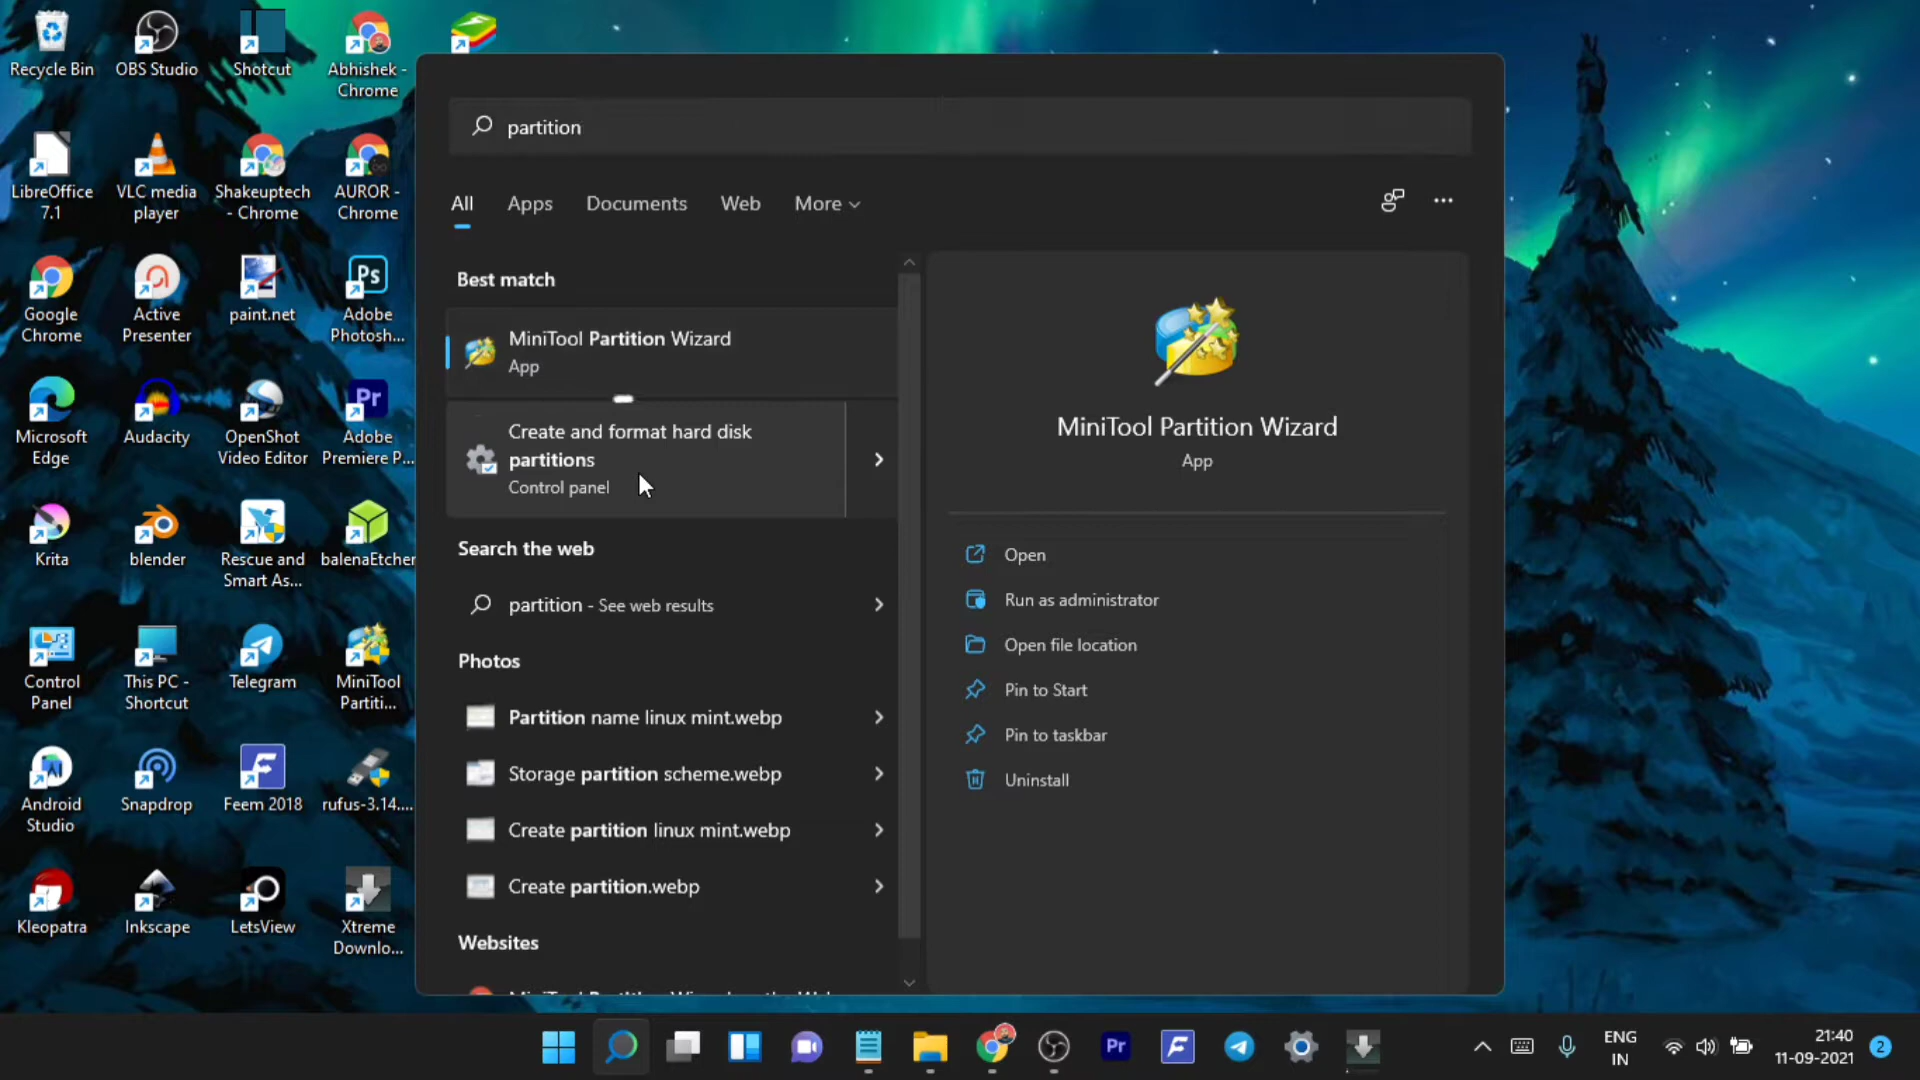 Recycle Bin
OBS Studio
Shotcut
Abhishek -
Chrome
LibreOffice
7.1
VLC media
player
Shakeuptech
- Chrome
AUROR -
Chrome
Google
Chrome
Active
Presenter
paint.net
Ps
Adobe
Photosh...
Microsoft
Edge
Audacity
OpenShot
Video Editor
Pr
Adobe
Premiere P...
Krita
blender
Rescue and
Smart As...
balenaEtcher
Control
Panel
This PC -
Shortcut
Telegram
MiniTool
Partiti...
Android
Studio
Snapdrop
Feem 2018
rufus-3.14....
Kleopatra
Inkscape
LetsView
Xtreme
Downlo...
partition
All
Apps
Documents
Web
More
Best match
MiniTool Partition Wizard
App
Create and format hard disk
partitions
Control panel
Search the web
partition - See web results
Photos
Partition name linux mint.webp
Storage partition scheme.webp
Create partition linux mint.webp
Create partition.webp
Websites
MiniTool Partition Wizard
MiniTool Partition Wizard
App
Open
Run as administrator
Open file location
Pin to Start
Pin to taskbar
Uninstall
Pr
ENG
IN
21:40
11-09-2021
2